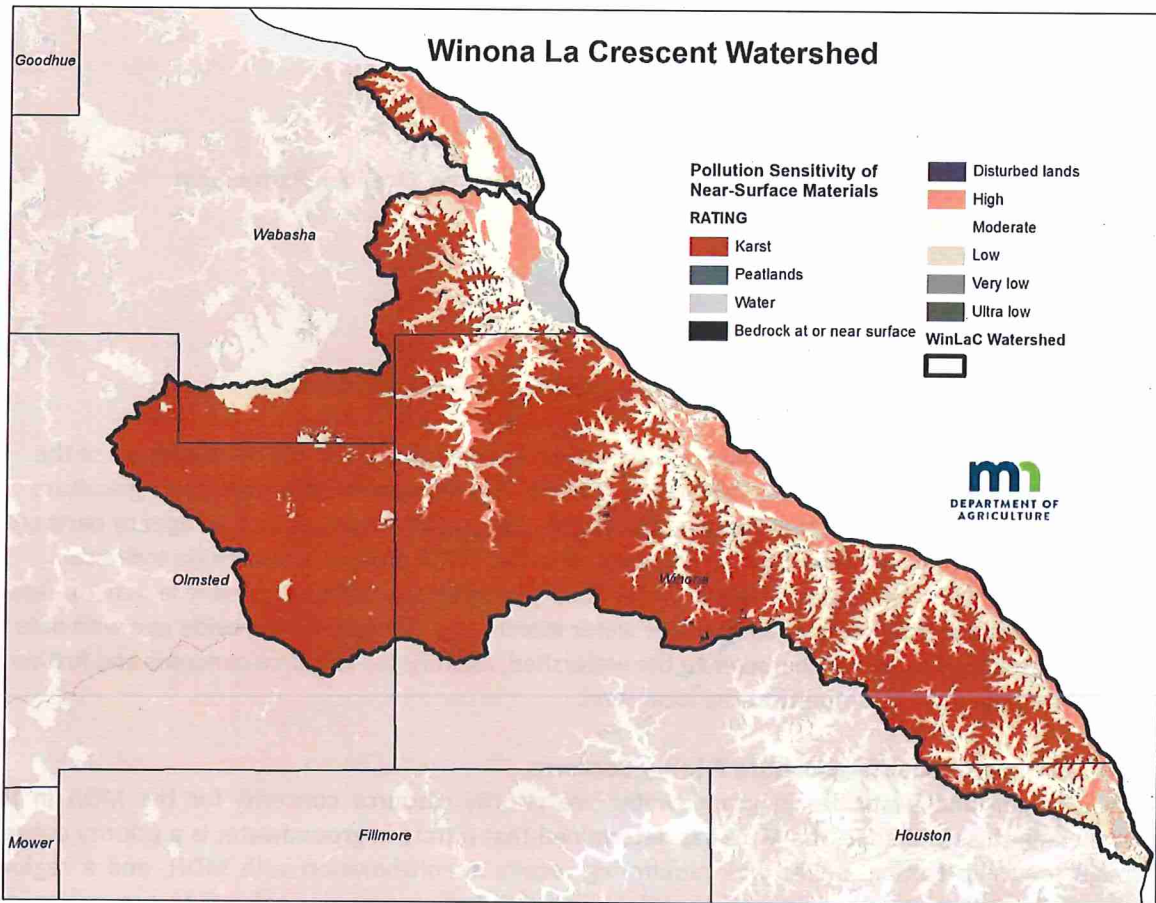 Winona La Crescent Watershed
Goodhue
Wabasha
Olmsted
Winona
Mower
Fillmore
Houston
Pollution Sensitivity of
Near-Surface Materials
RATING
Karst
Peatlands
Water
Bedrock at or near surface
Disturbed lands
High
Moderate
Low
Very low
Ultra low
WinLaC Watershed
DEPARTMENT OF
AGRICULTURE